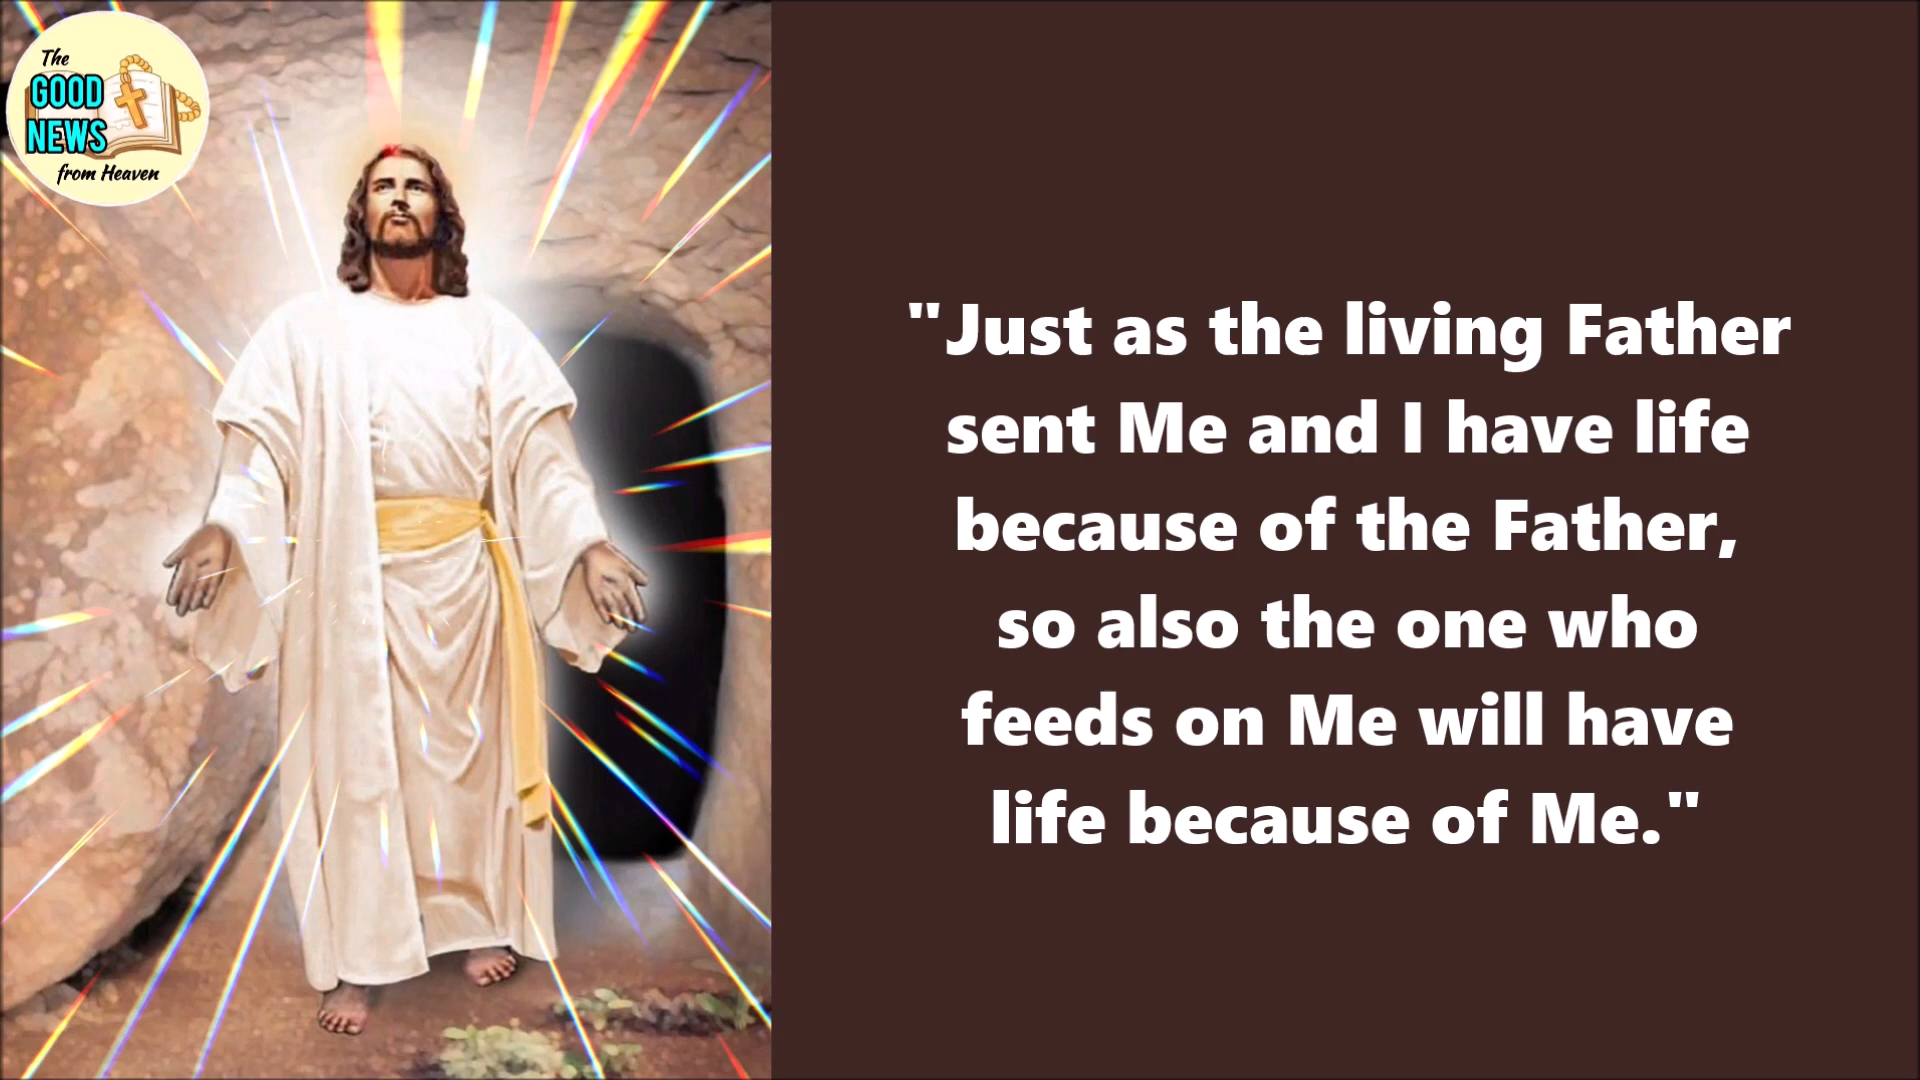 The
GOOD
NEWS
from Heaven
"Just as the living Father
sent Me and I have life
because of the Father,
so also the one who
feeds on Me will have
life because of Me."